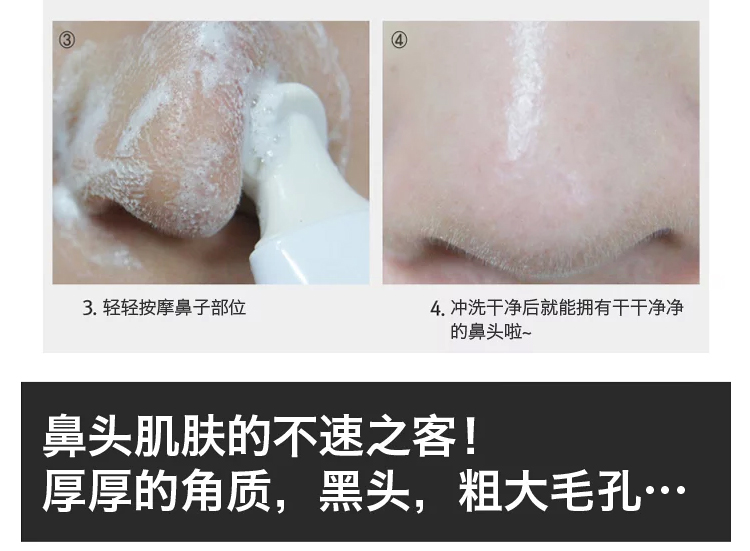 ③
④
3. 轻轻按摩鼻子部位
4. 冲洗干净后就能拥有干干净净
的鼻头啦~
鼻头肌肤的不速之客！
厚厚的角质，黑头，粗大毛孔…